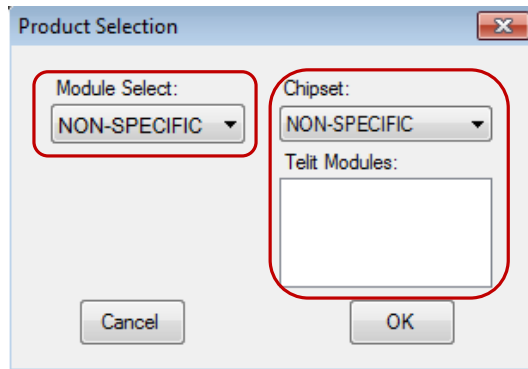 Product Selection
Module Select:
NON-SPECIFIC
Chipset:
NON-SPECIFIC
Telit Modules:
Cancel
OK